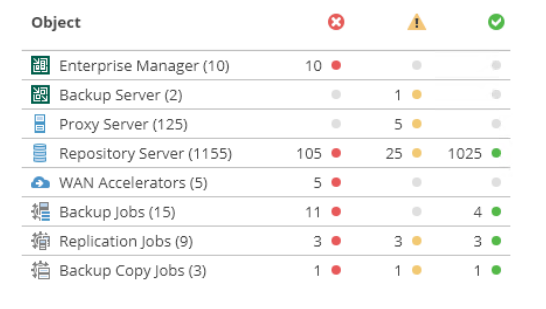 Object
Enterprise Manager (10) 10
Backup Server (2) 1
Proxy Server (125) 5
Repository Server (1155) 105 25 1025
WAN Accelerators (5) 5
Backup Jobs (15) 11 4
Replication Jobs (9) 3 3 3
Backup Copy Jobs (3) 1 1 1